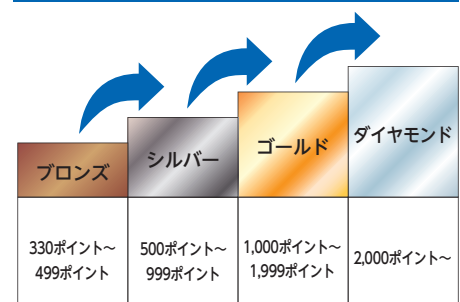 ブロンズ
シルバー
ゴールド
ダイヤモンド
330ポイント〜
499ポイント
500ポイント〜
999ポイント
1,000ポイント〜
1,999ポイント
2,000ポイント〜